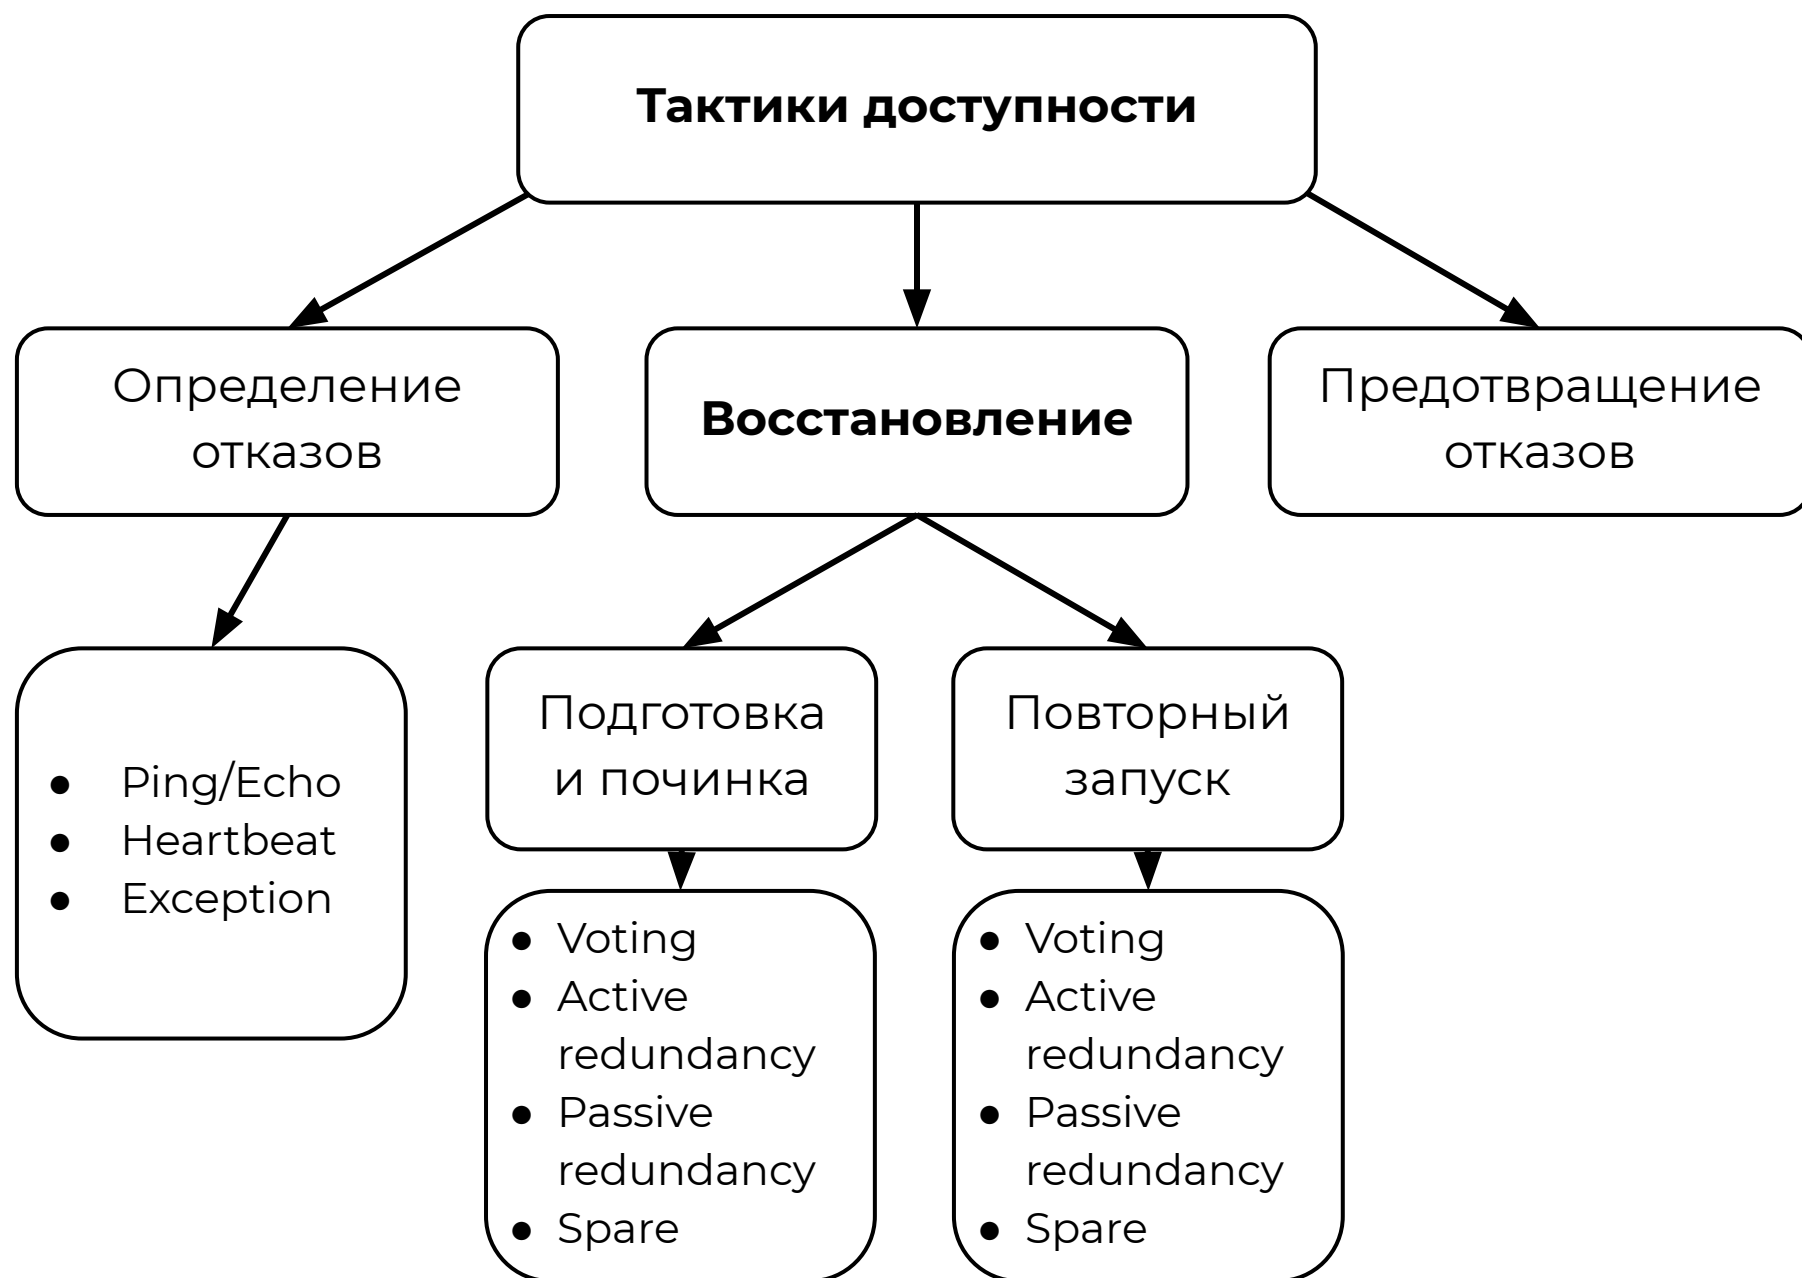 Тактики доступности
Определение
отказов
Восстановление
Предотвращение
отказов
● Ping/Echo
● Heartbeat
● Exception
Подготовка
и починка
● Voting
● Active
redundancy
● Passive
redundancy
● Spare
Повторный
запуск
● Voting
● Active
redundancy
● Passive
redundancy
● Spare